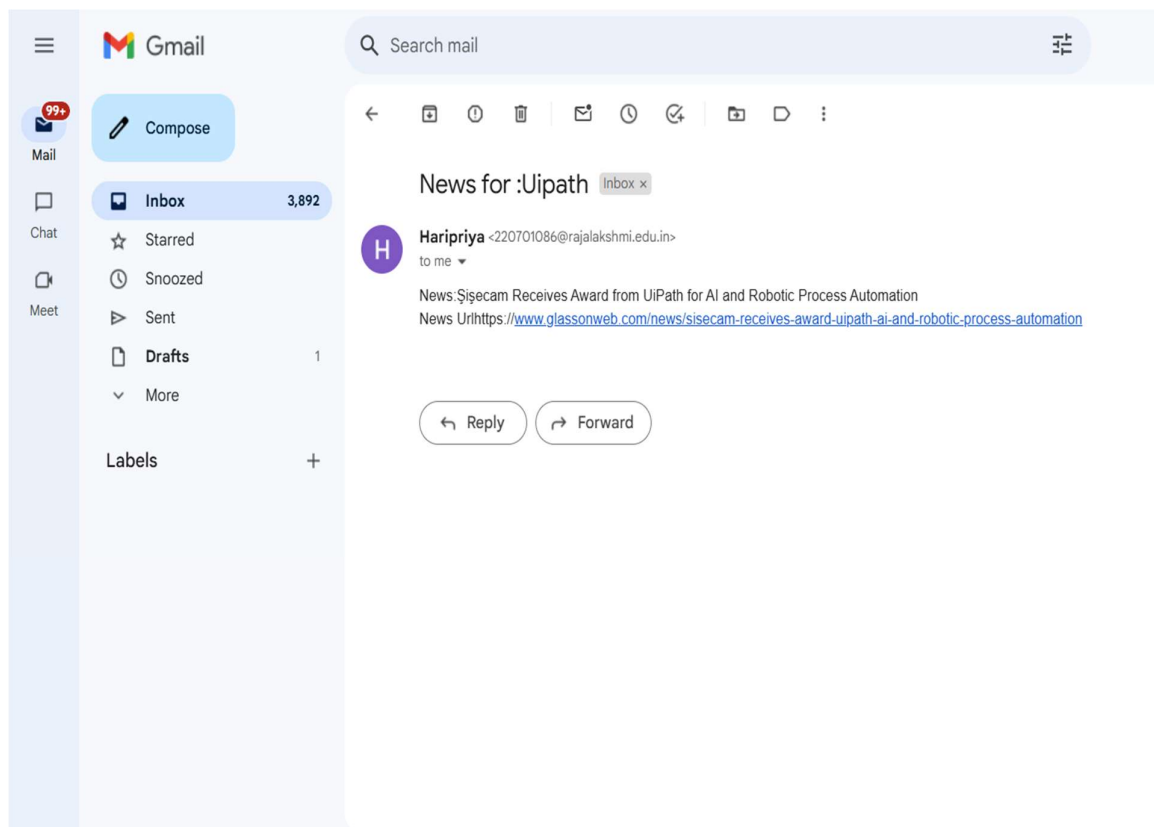 Gmail
Search mail
99+
Mail
Chat
Meet
Compose
Inbox 3,892
Starred
Snoozed
Sent
Drafts 1
More
Labels +
News for :Uipath Inbox ×
H
Haripriya <220701086@rajalakshmi.edu.in>
to me
News:Şişecam Receives Award from UiPath for AI and Robotic Process Automation
News Urlhttps://www.glassonweb.com/news/sisecam-receives-award-uipath-ai-and-robotic-process-automation
Reply Forward